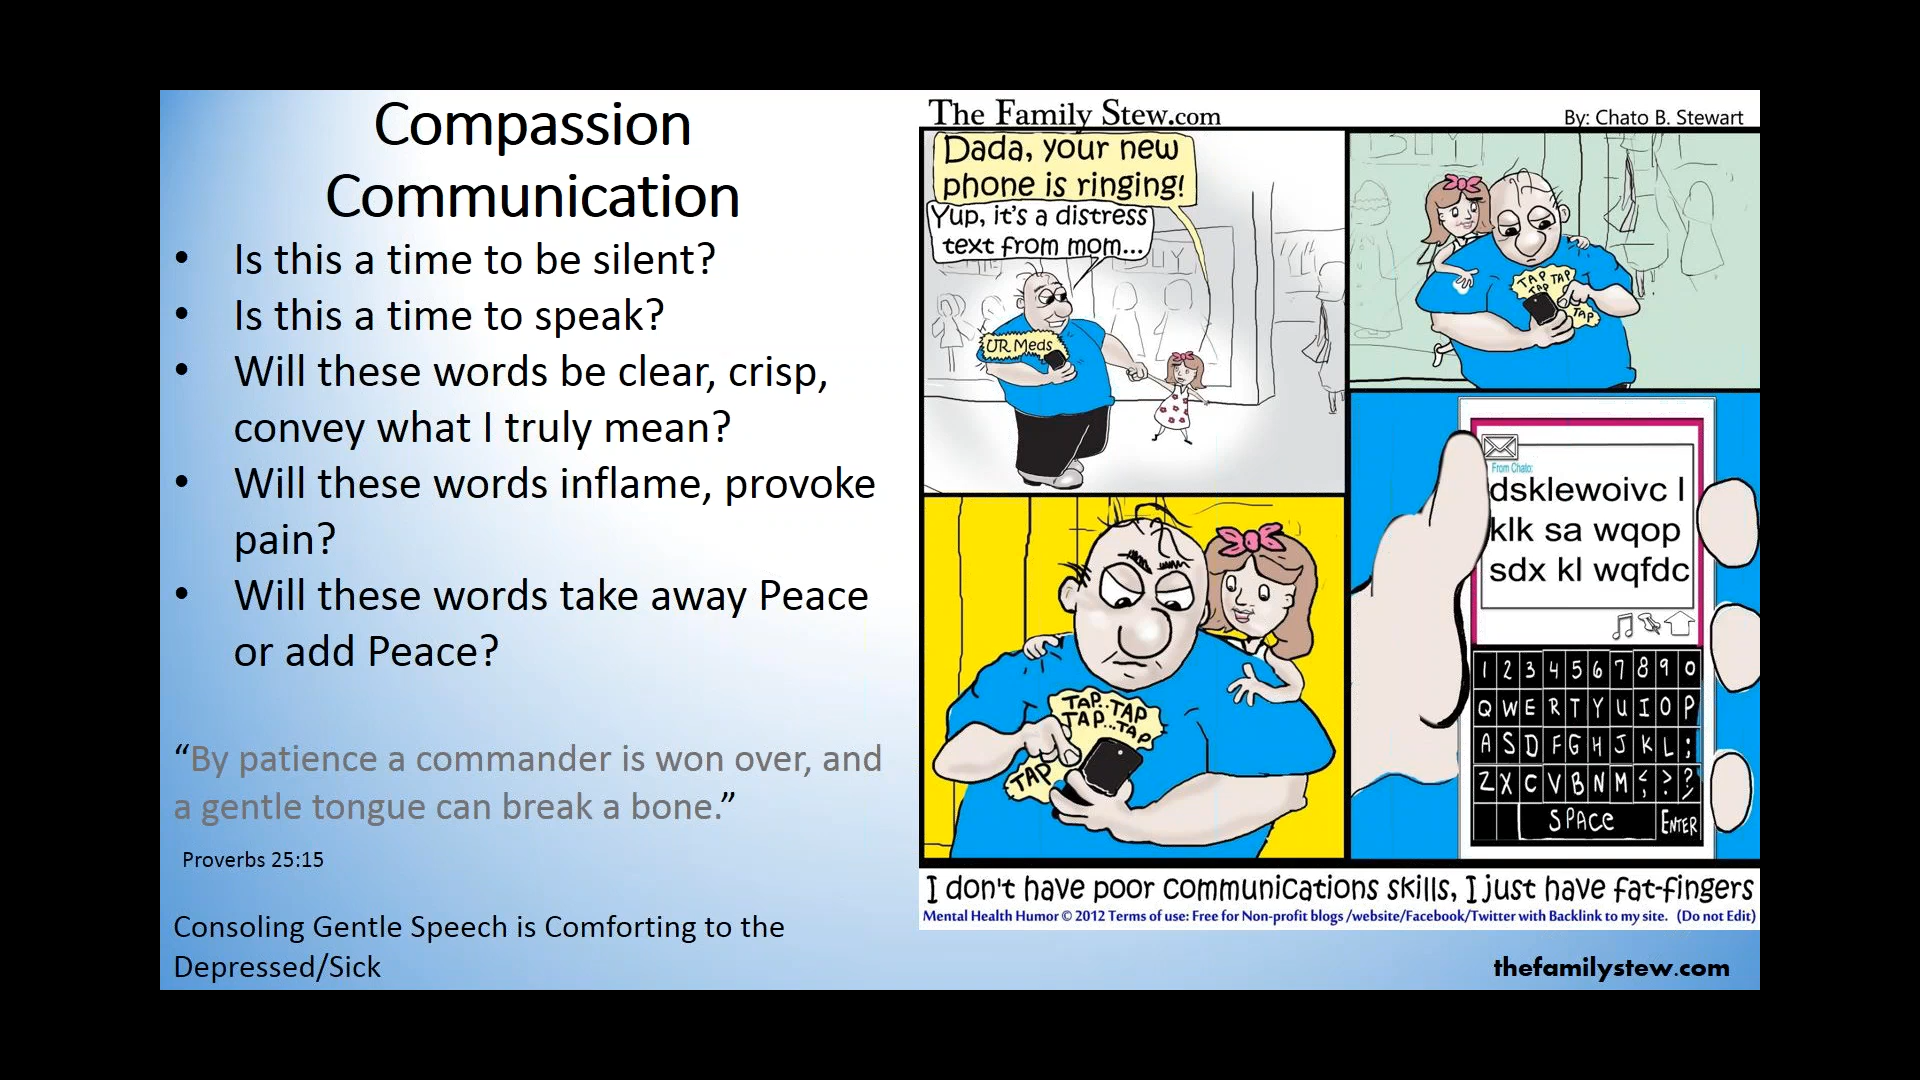 Compassion
Communication
• Is this a time to be silent?
• Is this a time to speak?
• Will these words be clear, crisp,
convey what I truly mean?
• Will these words inflame, provoke
pain?
• Will these words take away Peace
or add Peace?
“By patience a commander is won over, and
a gentle tongue can break a bone.”
Proverbs 25:15
Consoling Gentle Speech is Comforting to the
Depressed/Sick
The Family Stew.com
By: Chato B. Stewart
Dada, your new
phone is ringing!
Yup, it's a distress
text from mom...
UR Meds
TAP TAP
TAP
TAP
TAP..TAP
TAP...TAP
TAP
From Chato:
dsklewoivc l
klk sa wqop
sdx kl wqfdc
1 2 3 4 5 6 7 8 9 0
Q W E R T Y U I O P
A S D F G H J K L ;
Z X C V B N M < > ?
SPACe ENTER
I don't have poor communications skills, I just have fat-fingers
Mental Health Humor © 2012 Terms of use: Free for Non-profit blogs /website/Facebook/Twitter with Backlink to my site. (Do not Edit)
thefamilystew.com